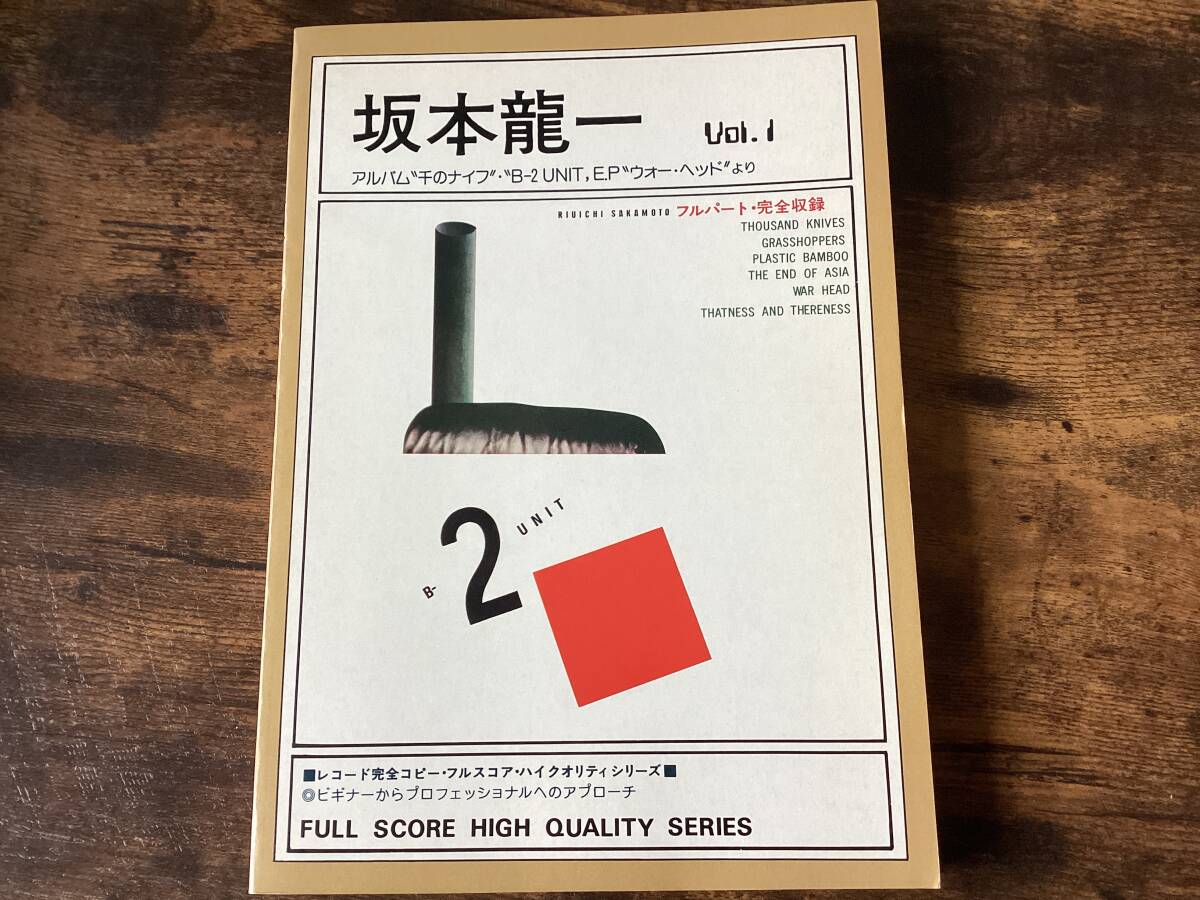 坂本龍一 Vol.1
アルバム“千のナイフ”・“B-2 UNIT, E.P“ウォー・ヘッド”より
RIUICHI SAKAMOTO フルパート・完全収録
THOUSAND KNIVES
GRASSHOPPERS
PLASTIC BAMBOO
THE END OF ASIA
WAR HEAD
THATNESS AND THERENESS
B-2 UNIT
■レコード完全コピー・フルスコア・ハイクオリティシリーズ■
◎ビギナーからプロフェッショナルへのアプローチ
FULL SCORE HIGH QUALITY SERIES